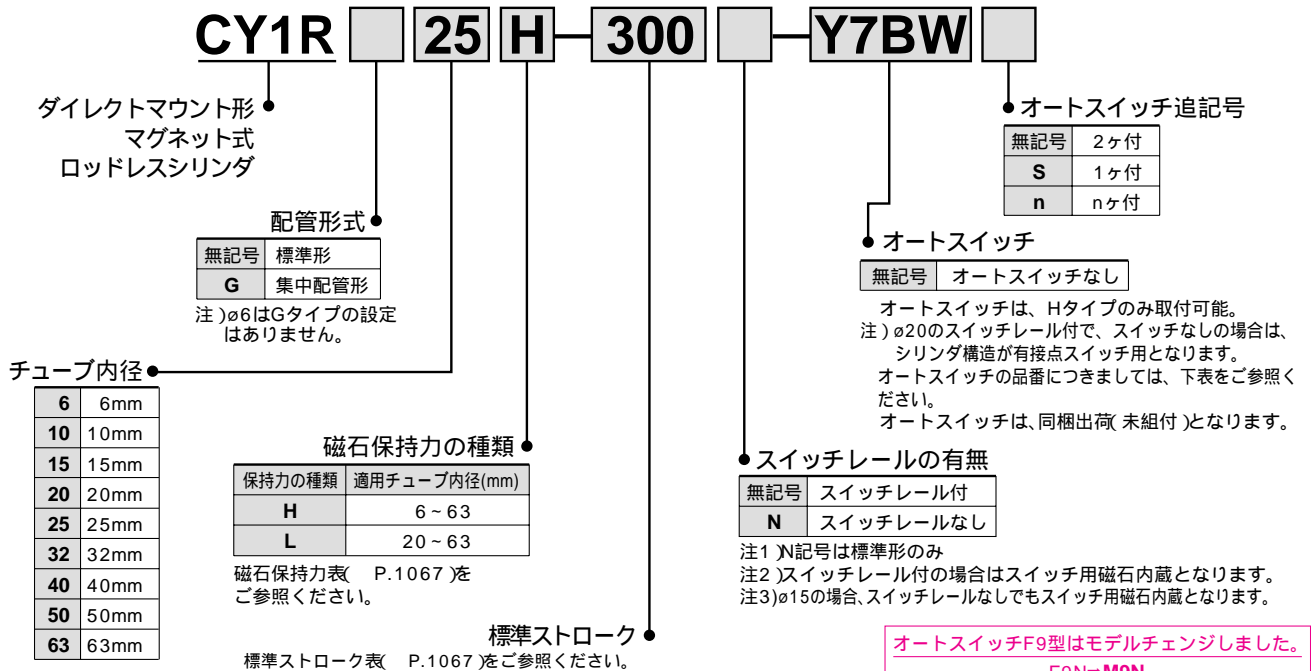 CY1R 25 H 300 Y7BW
ダイレクトマウント形
マグネット式
ロッドレスシリンダ
配管形式
無記号 標準形
G 集中配管形
注)ø6はGタイプの設定
はありません。
チューブ内径
6 6mm
10 10mm
15 15mm
20 20mm
25 25mm
32 32mm
40 40mm
50 50mm
63 63mm
磁石保持力の種類
保持力の種類 適用チューブ内径(mm)
H 6~63
L 20~63
磁石保持力表( P.1067)を
ご参照ください。
標準ストローク
標準ストローク表( P.1067)をご参照ください。
オートスイッチ追記号
無記号 2ヶ付
S 1ヶ付
n nヶ付
オートスイッチ
無記号 オートスイッチなし
オートスイッチは、Hタイプのみ取付可能。
注)ø20のスイッチレール付で、スイッチなしの場合は、
シリンダ構造が有接点スイッチ用となります。
オートスイッチの品番につきましては、下表をご参照く
ださい。
オートスイッチは、同梱出荷(未組付)となります。
スイッチレールの有無
無記号 スイッチレール付
N スイッチレールなし
注1)N記号は標準形のみ
注2)スイッチレール付の場合はスイッチ用磁石内蔵となります。
注3)ø15の場合、スイッチレールなしでもスイッチ用磁石内蔵となります。
オートスイッチF9型はモデルチェンジしました。
F9N→M9N